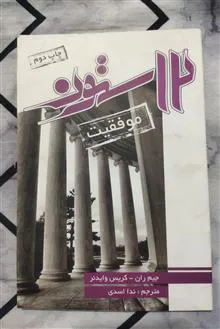 چاپ دوم
۱۲ ستون
موفقیت
جیم ران - کریس وایدنر
مترجم: ندا اسدی